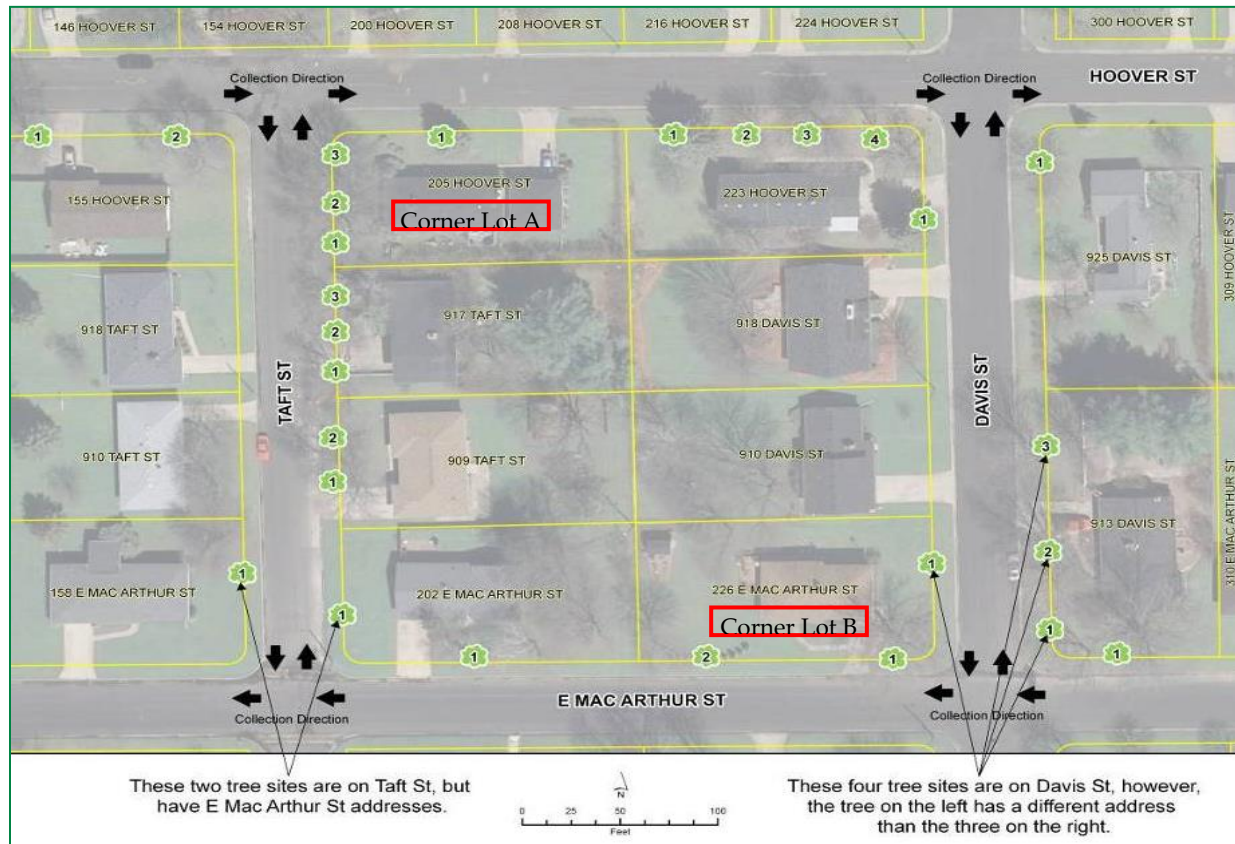 146 HOOVER ST
154 HOOVER ST
200 HOOVER ST
208 HOOVER ST
216 HOOVER ST
224 HOOVER ST
300 HOOVER ST
Collection Direction
Collection Direction
HOOVER ST
1
2
3
1
1
2
3
4
1
155 HOOVER ST
205 HOOVER ST
223 HOOVER ST
2
Corner Lot A
1
1
925 DAVIS ST
309 HOOVER ST
3
918 TAFT ST
917 TAFT ST
918 DAVIS ST
2
1
TAFT ST
DAVIS ST
2
3
910 TAFT ST
909 TAFT ST
910 DAVIS ST
1
913 DAVIS ST
310 E MAC ARTHUR ST
2
1
1
158 E MAC ARTHUR ST
202 E MAC ARTHUR ST
226 E MAC ARTHUR ST
1
Corner Lot B
1
1
2
1
1
E MAC ARTHUR ST
Collection Direction
Collection Direction
These two tree sites are on Taft St, but
have E Mac Arthur St addresses.
N
0 25 50 100
Feet
These four tree sites are on Davis St, however,
the tree on the left has a different address
than the three on the right.